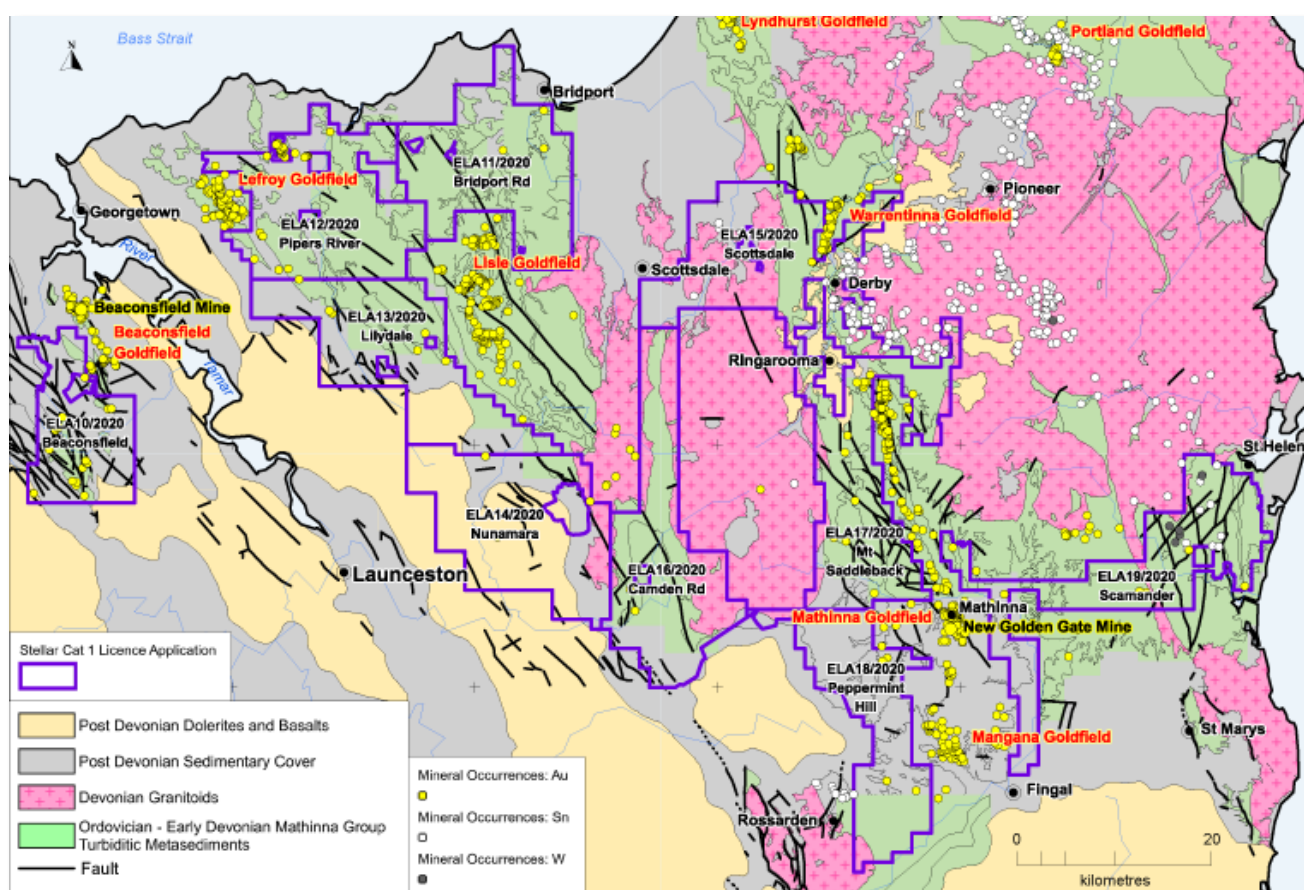 Lyndhurst Goldfield
Portland Goldfield
Bass Strait
N
Bridport
ELA11/2020
Bridport Rd
Lefroy Goldfield
Georgetown
River
ELA12/2020
Pipers River
Pioneer
Warrentinna Goldfield
ELA15/2020
Scottsdale
Lisle Goldfield
Scottsdale
Derby
Beaconsfield Mine
Beaconsfield
Goldfield
ELA13/2020
Lilydale
Tamar
Ringarooma
ELA10/2020
Beaconsfield
St Helen
ELA14/2020
Nunamara
ELA17/2020
Mt
Saddleback
Launceston
ELA16/2020
Camden Rd
ELA19/2020
Scamander
Mathinna Goldfield
Mathinna
New Golden Gate Mine
ELA18/2020
Peppermint
Hill
Mangana Goldfield
St Marys
Fingal
Rossarden
Stellar Cat 1 Licence Application
Post Devonian Dolerites and Basalts
Post Devonian Sedimentary Cover
Devonian Granitoids
Ordovician - Early Devonian Mathinna Group
Turbiditic Metasediments
Fault
Mineral Occurrences: Au
Mineral Occurrences: Sn
Mineral Occurrences: W
0 20
kilometres